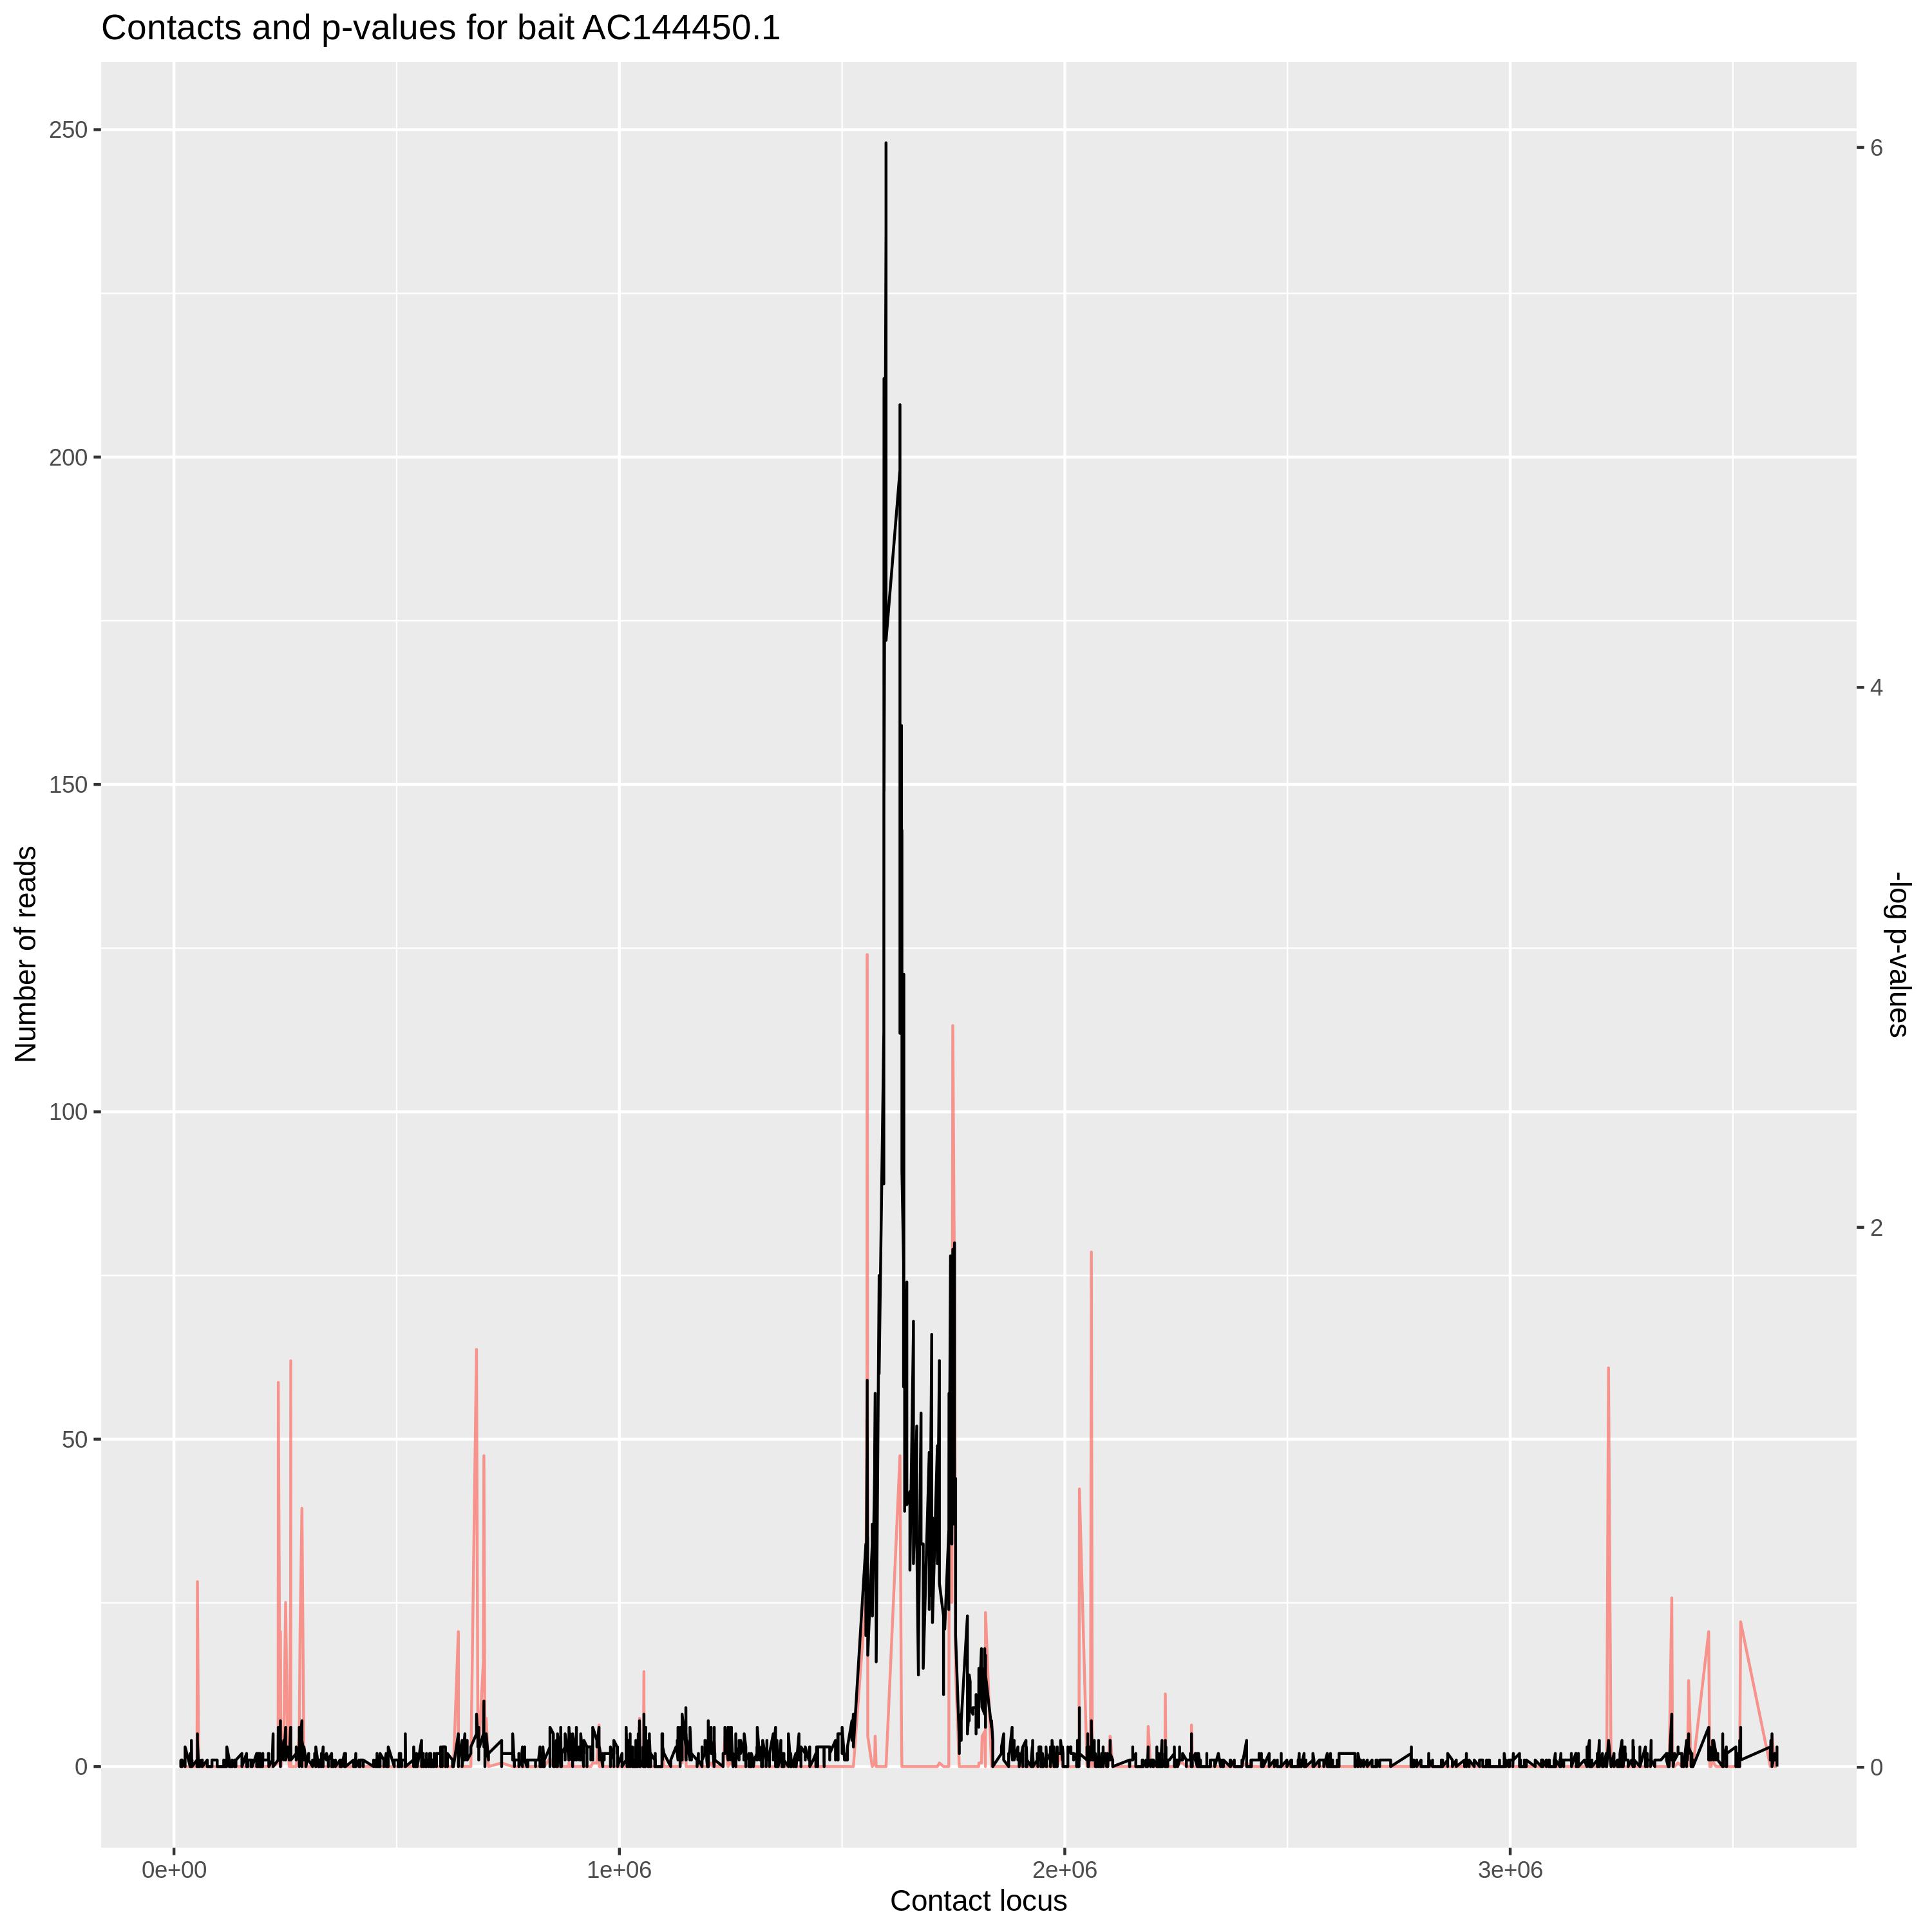 Contacts and p-values for bait AC144450.1
250
200
150
100
50
0
6
4
2
0
Number of reads
-log p-values
0e+00
1e+06
2e+06
3e+06
Contact locus